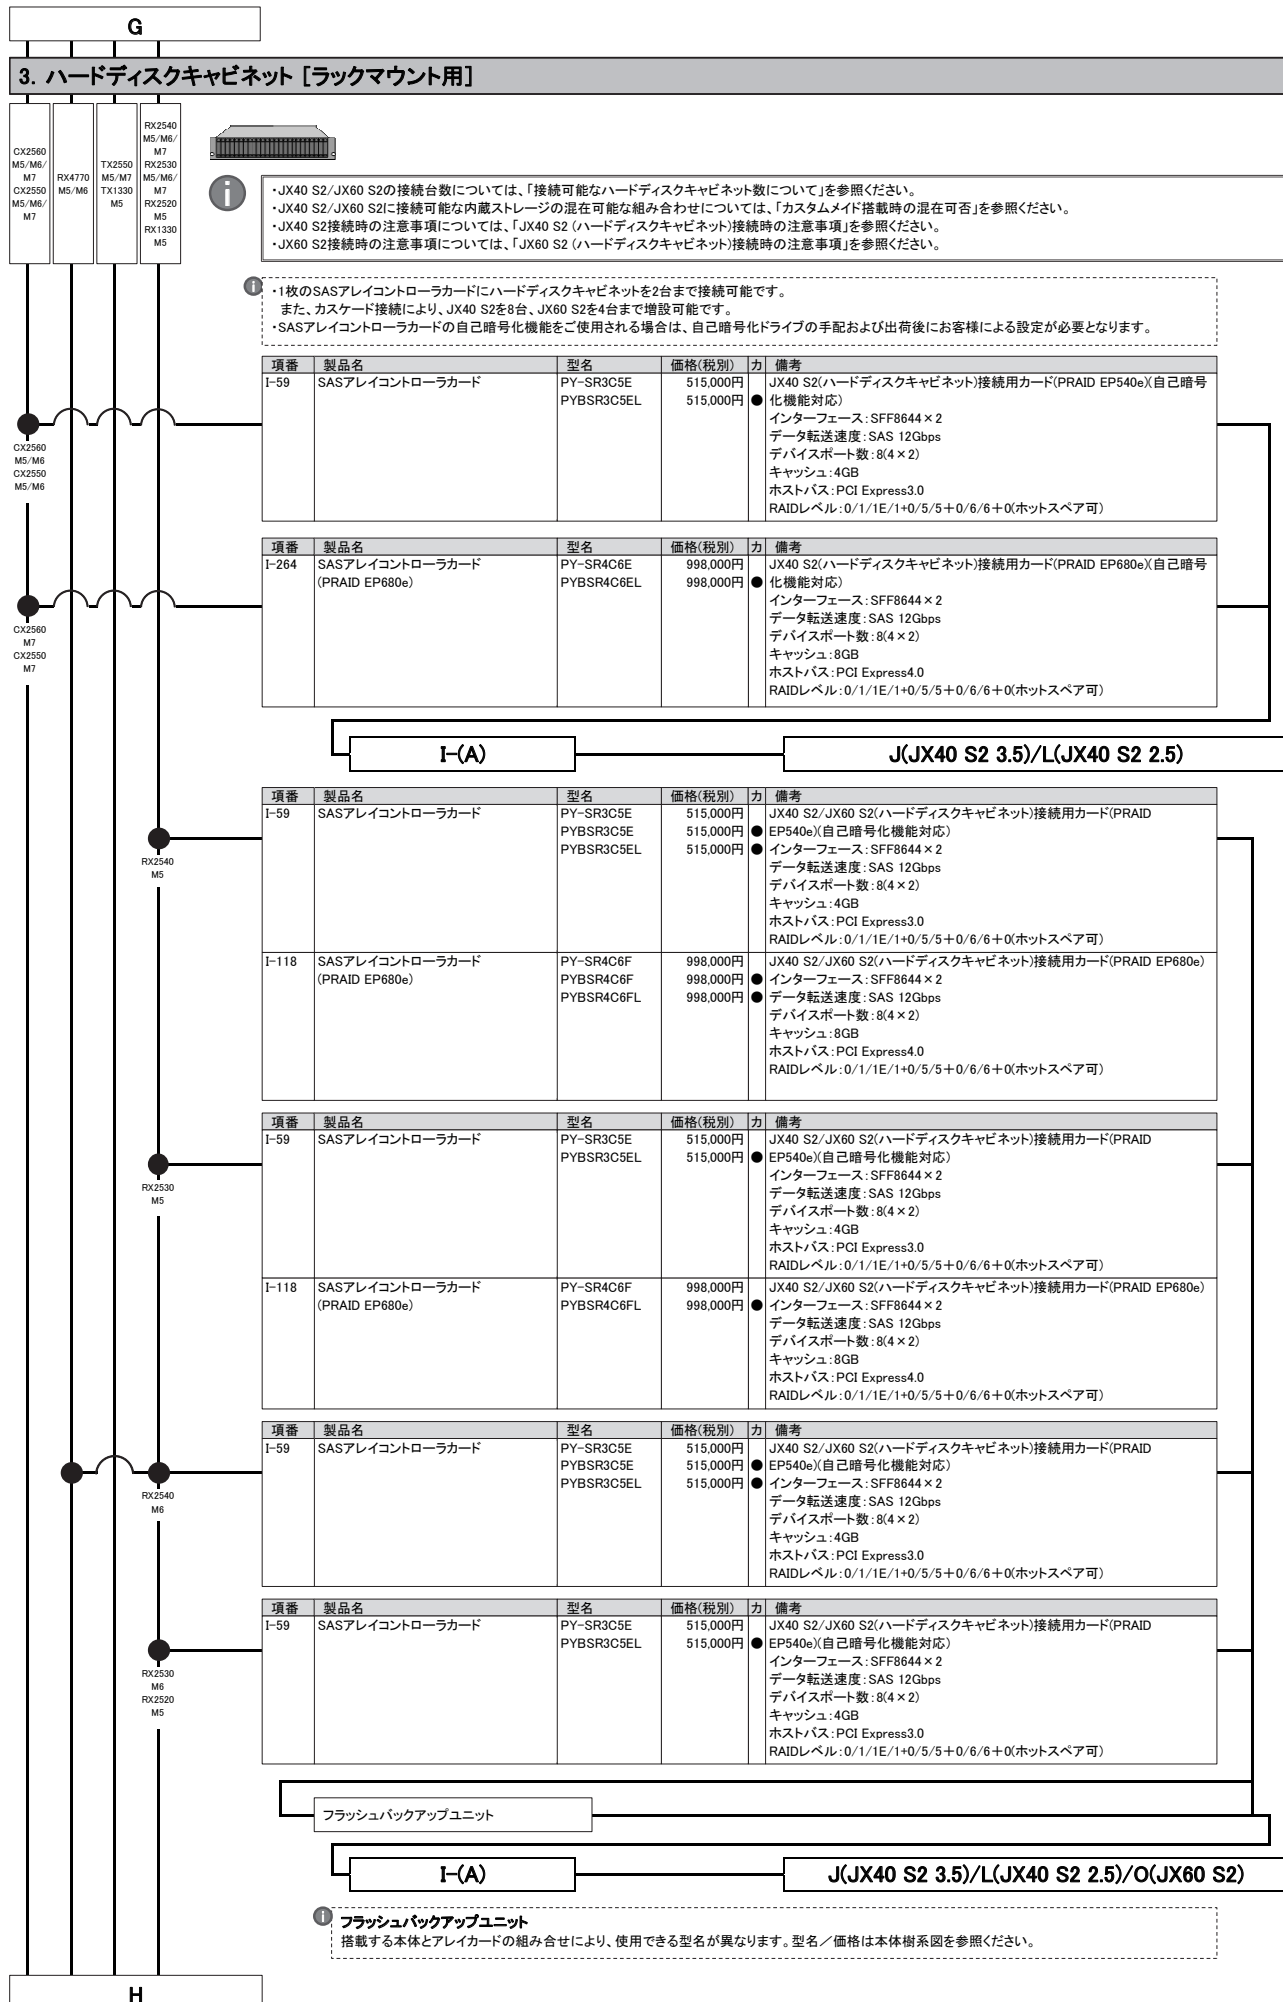 G
3. ハードディスクキャビネット [ラックマウント用]
CX2560
M5/M6/
M7
CX2550
M5/M6/
M7
RX4770
M5/M6
TX2550
M5/M7
TX1330
M5
RX2540
M5/M6/
M7
RX2530
M5/M6/
M7
RX2520
M5
RX1330
M5
・JX40 S2/JX60 S2の接続台数については、「接続可能なハードディスクキャビネット数について」を参照ください。
・JX40 S2/JX60 S2に接続可能な内蔵ストレージの混在可能な組み合わせについては、「カスタムメイド搭載時の混在可否」を参照ください。
・JX40 S2接続時の注意事項については、「JX40 S2 (ハードディスクキャビネット)接続時の注意事項」を参照ください。
・JX60 S2接続時の注意事項については、「JX60 S2 (ハードディスクキャビネット)接続時の注意事項」を参照ください。
・1枚のSASアレイコントローラカードにハードディスクキャビネットを2台まで接続可能です。
また、カスケード接続により、JX40 S2を8台、JX60 S2を4台まで増設可能です。
・SASアレイコントローラカードの自己暗号化機能をご使用される場合は、自己暗号化ドライブの手配および出荷後にお客様による設定が必要となります。
項番 製品名 型名 価格(税別) カ 備考
I-59 SASアレイコントローラカード PY-SR3C5E 515,000円 JX40 S2(ハードディスクキャビネット)接続用カード(PRAID EP540e)(自己暗号
PYBSR3C5EL 515,000円 ● 化機能対応)
インターフェース:SFF8644×2
データ転送速度:SAS 12Gbps
デバイスポート数:8(4×2)
キャッシュ:4GB
ホストバス:PCI Express3.0
RAIDレベル:0/1/1E/1+0/5/5+0/6/6+0(ホットスペア可)
CX2560
M5/M6
CX2550
M5/M6
項番 製品名 型名 価格(税別) カ 備考
I-264 SASアレイコントローラカード PY-SR4C6E 998,000円 JX40 S2(ハードディスクキャビネット)接続用カード(PRAID EP680e)(自己暗号
(PRAID EP680e) PYBSR4C6EL 998,000円 ● 化機能対応)
インターフェース:SFF8644×2
データ転送速度:SAS 12Gbps
デバイスポート数:8(4×2)
キャッシュ:8GB
ホストバス:PCI Express4.0
RAIDレベル:0/1/1E/1+0/5/5+0/6/6+0(ホットスペア可)
CX2560
M7
CX2550
M7
I-(A) J(JX40 S2 3.5)/L(JX40 S2 2.5)
項番 製品名 型名 価格(税別) カ 備考
I-59 SASアレイコントローラカード PY-SR3C5E 515,000円 JX40 S2/JX60 S2(ハードディスクキャビネット)接続用カード(PRAID
PYBSR3C5E 515,000円 ● EP540e)(自己暗号化機能対応)
PYBSR3C5EL 515,000円 ● インターフェース:SFF8644×2
データ転送速度:SAS 12Gbps
デバイスポート数:8(4×2)
キャッシュ:4GB
ホストバス:PCI Express3.0
RAIDレベル:0/1/1E/1+0/5/5+0/6/6+0(ホットスペア可)
RX2540
M5
I-118 SASアレイコントローラカード PY-SR4C6F 998,000円 JX40 S2/JX60 S2(ハードディスクキャビネット)接続用カード(PRAID EP680e)
(PRAID EP680e) PYBSR4C6F 998,000円 ● インターフェース:SFF8644×2
PYBSR4C6FL 998,000円 ● データ転送速度:SAS 12Gbps
デバイスポート数:8(4×2)
キャッシュ:8GB
ホストバス:PCI Express4.0
RAIDレベル:0/1/1E/1+0/5/5+0/6/6+0(ホットスペア可)
項番 製品名 型名 価格(税別) カ 備考
I-59 SASアレイコントローラカード PY-SR3C5E 515,000円 JX40 S2/JX60 S2(ハードディスクキャビネット)接続用カード(PRAID
PYBSR3C5EL 515,000円 ● EP540e)(自己暗号化機能対応)
インターフェース:SFF8644×2
データ転送速度:SAS 12Gbps
デバイスポート数:8(4×2)
キャッシュ:4GB
ホストバス:PCI Express3.0
RAIDレベル:0/1/1E/1+0/5/5+0/6/6+0(ホットスペア可)
RX2530
M5
I-118 SASアレイコントローラカード PY-SR4C6F 998,000円 JX40 S2/JX60 S2(ハードディスクキャビネット)接続用カード(PRAID EP680e)
(PRAID EP680e) PYBSR4C6FL 998,000円 ● インターフェース:SFF8644×2
データ転送速度:SAS 12Gbps
デバイスポート数:8(4×2)
キャッシュ:8GB
ホストバス:PCI Express4.0
RAIDレベル:0/1/1E/1+0/5/5+0/6/6+0(ホットスペア可)
項番 製品名 型名 価格(税別) カ 備考
I-59 SASアレイコントローラカード PY-SR3C5E 515,000円 JX40 S2/JX60 S2(ハードディスクキャビネット)接続用カード(PRAID
PYBSR3C5E 515,000円 ● EP540e)(自己暗号化機能対応)
PYBSR3C5EL 515,000円 ● インターフェース:SFF8644×2
データ転送速度:SAS 12Gbps
デバイスポート数:8(4×2)
キャッシュ:4GB
ホストバス:PCI Express3.0
RAIDレベル:0/1/1E/1+0/5/5+0/6/6+0(ホットスペア可)
RX2540
M6
項番 製品名 型名 価格(税別) カ 備考
I-59 SASアレイコントローラカード PY-SR3C5E 515,000円 JX40 S2/JX60 S2(ハードディスクキャビネット)接続用カード(PRAID
PYBSR3C5EL 515,000円 ● EP540e)(自己暗号化機能対応)
インターフェース:SFF8644×2
データ転送速度:SAS 12Gbps
デバイスポート数:8(4×2)
キャッシュ:4GB
ホストバス:PCI Express3.0
RAIDレベル:0/1/1E/1+0/5/5+0/6/6+0(ホットスペア可)
RX2530
M6
RX2520
M5
フラッシュバックアップユニット
I-(A) J(JX40 S2 3.5)/L(JX40 S2 2.5)/O(JX60 S2)
フラッシュバックアップユニット
搭載する本体とアレイカードの組み合せにより、使用できる型名が異なります。型名/価格は本体樹系図を参照ください。
H